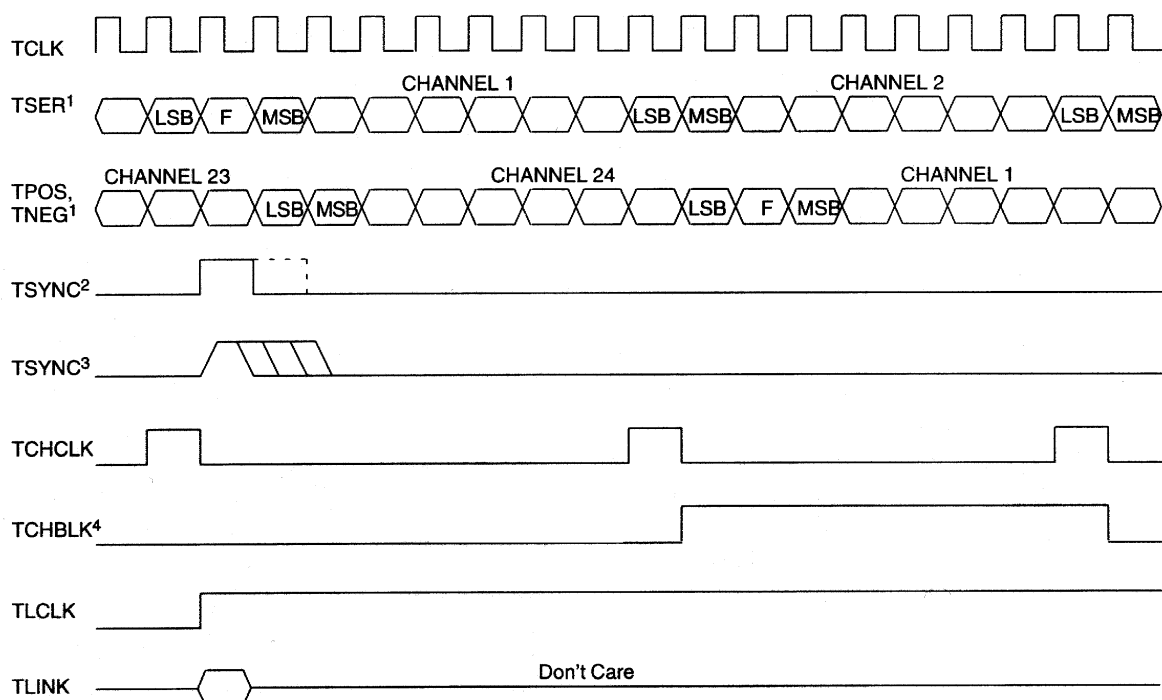 TCLK
CHANNEL 1 CHANNEL 2
TSER1 LSB F MSB LSB MSB LSB MSB
CHANNEL 23 CHANNEL 24 CHANNEL 1
TPOS,
TNEG1 LSB MSB LSB F MSB
TSYNC2
TSYNC3
TCHCLK
TCHBLK4
TLCLK
TLINK Don't Care